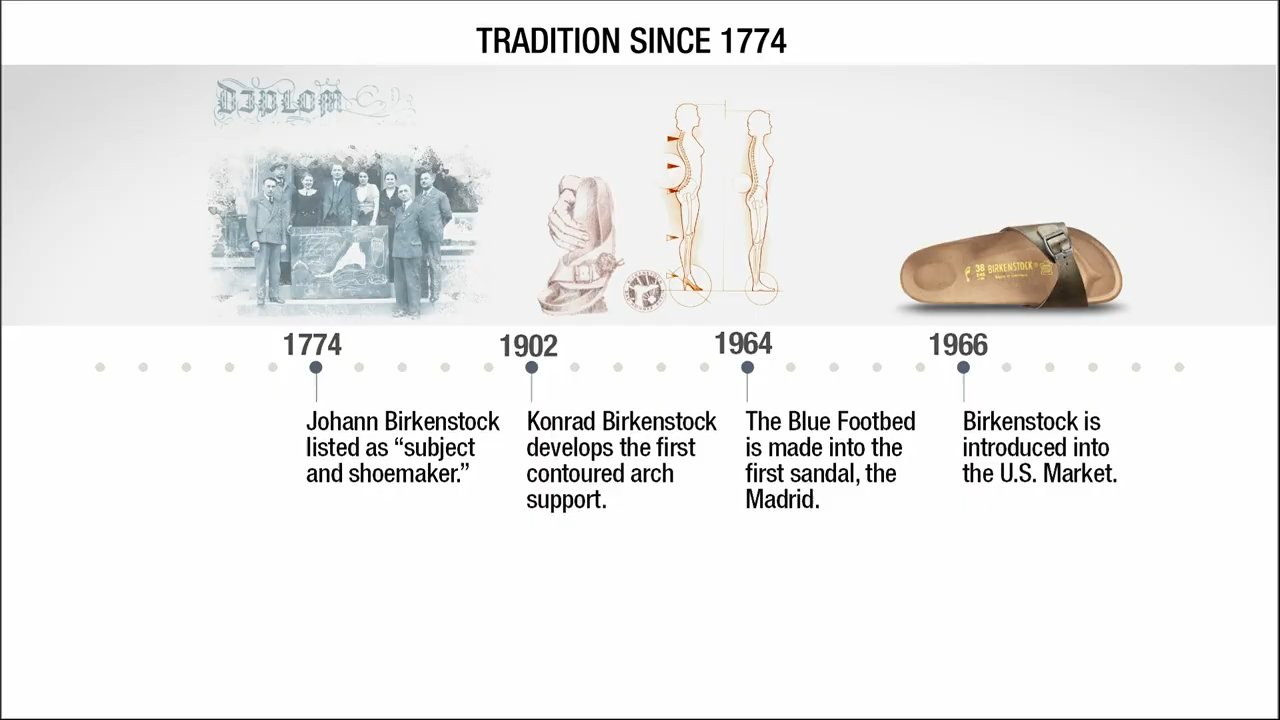 TRADITION SINCE 1774
Diplom
38
BIRKENSTOCK
1774
1902
1964
1966
Johann Birkenstock
listed as “subject
and shoemaker.”
Konrad Birkenstock
develops the first
contoured arch
support.
The Blue Footbed
is made into the
first sandal, the
Madrid.
Birkenstock is
introduced into
the U.S. Market.